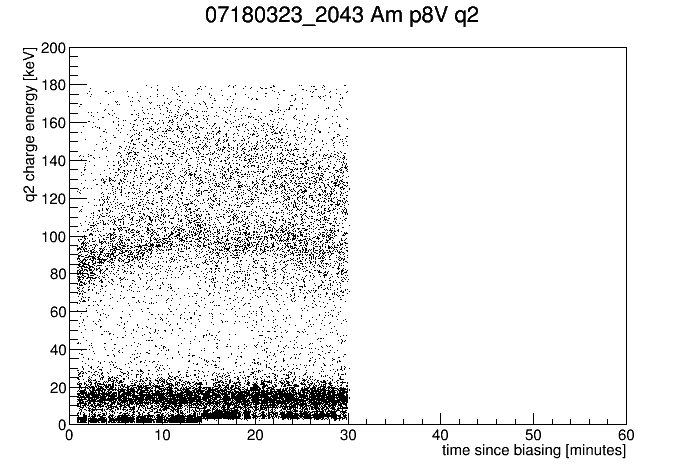 07180323_2043 Am p8V q2
q2 charge energy [keV]
200
180
160
140
120
100
80
60
40
20
0
0 10 20 30 40 50 60
time since biasing [minutes]